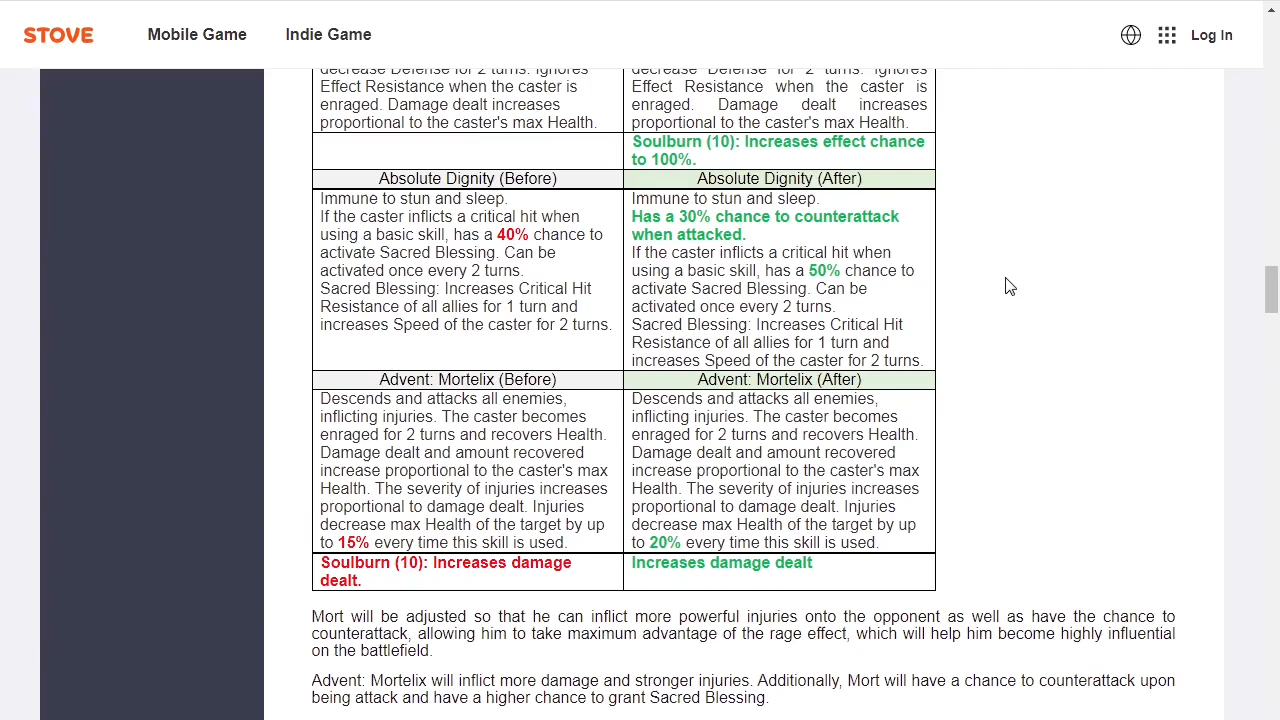 STOVE
Mobile Game
Indie Game
Log In
decrease Defense for 2 turns. Ignores
Effect Resistance when the caster is
enraged. Damage dealt increases
proportional to the caster's max Health.
decrease Defense for 2 turns. Ignores
Effect Resistance when the caster is
enraged. Damage dealt increases
proportional to the caster's max Health.
Soulburn (10): Increases effect chance
to 100%.
Absolute Dignity (Before)
Absolute Dignity (After)
Immune to stun and sleep.
If the caster inflicts a critical hit when
using a basic skill, has a 40% chance to
activate Sacred Blessing. Can be
activated once every 2 turns.
Sacred Blessing: Increases Critical Hit
Resistance of all allies for 1 turn and
increases Speed of the caster for 2 turns.
Immune to stun and sleep.
Has a 30% chance to counterattack
when attacked.
If the caster inflicts a critical hit when
using a basic skill, has a 50% chance to
activate Sacred Blessing. Can be
activated once every 2 turns.
Sacred Blessing: Increases Critical Hit
Resistance of all allies for 1 turn and
increases Speed of the caster for 2 turns.
Advent: Mortelix (Before)
Advent: Mortelix (After)
Descends and attacks all enemies,
inflicting injuries. The caster becomes
enraged for 2 turns and recovers Health.
Damage dealt and amount recovered
increase proportional to the caster's max
Health. The severity of injuries increases
proportional to damage dealt. Injuries
decrease max Health of the target by up
to 15% every time this skill is used.
Descends and attacks all enemies,
inflicting injuries. The caster becomes
enraged for 2 turns and recovers Health.
Damage dealt and amount recovered
increase proportional to the caster's max
Health. The severity of injuries increases
proportional to damage dealt. Injuries
decrease max Health of the target by up
to 20% every time this skill is used.
Soulburn (10): Increases damage
dealt.
Increases damage dealt
Mort will be adjusted so that he can inflict more powerful injuries onto the opponent as well as have the chance to
counterattack, allowing him to take maximum advantage of the rage effect, which will help him become highly influential
on the battlefield.
Advent: Mortelix will inflict more damage and stronger injuries. Additionally, Mort will have a chance to counterattack upon
being attack and have a higher chance to grant Sacred Blessing.